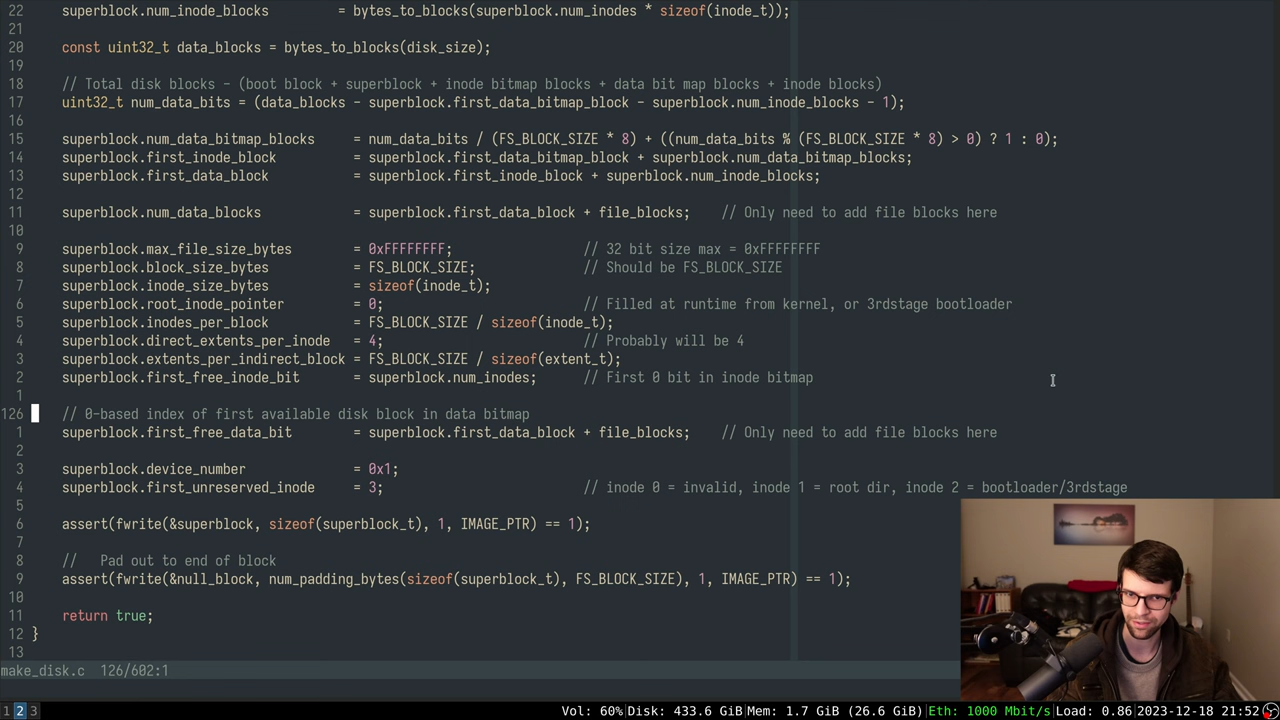 22 superblock.num_inode_blocks = bytes_to_blocks(superblock.num_inodes * sizeof(inode_t));
21
20 const uint32_t data_blocks = bytes_to_blocks(disk_size);
19
18 // Total disk blocks - (boot block + superblock + inode bitmap blocks + data bit map blocks + inode blocks)
17 uint32_t num_data_bits = (data_blocks - superblock.first_data_bitmap_block - superblock.num_inode_blocks - 1);
16
15 superblock.num_data_bitmap_blocks = num_data_bits / (FS_BLOCK_SIZE * 8) + ((num_data_bits % (FS_BLOCK_SIZE * 8) > 0) ? 1 : 0);
14 superblock.first_inode_block = superblock.first_data_bitmap_block + superblock.num_data_bitmap_blocks;
13 superblock.first_data_block = superblock.first_inode_block + superblock.num_inode_blocks;
12
11 superblock.num_data_blocks = superblock.first_data_block + file_blocks; // Only need to add file blocks here
10
9 superblock.max_file_size_bytes = 0xFFFFFFFF; // 32 bit size max = 0xFFFFFFFF
8 superblock.block_size_bytes = FS_BLOCK_SIZE; // Should be FS_BLOCK_SIZE
7 superblock.inode_size_bytes = sizeof(inode_t);
6 superblock.root_inode_pointer = 0; // Filled at runtime from kernel, or 3rdstage bootloader
5 superblock.inodes_per_block = FS_BLOCK_SIZE / sizeof(inode_t);
4 superblock.direct_extents_per_inode = 4; // Probably will be 4
3 superblock.extents_per_indirect_block = FS_BLOCK_SIZE / sizeof(extent_t);
2 superblock.first_free_inode_bit = superblock.num_inodes; // First 0 bit in inode bitmap
1
126 // 0-based index of first available disk block in data bitmap
1 superblock.first_free_data_bit = superblock.first_data_block + file_blocks; // Only need to add file blocks here
2
3 superblock.device_number = 0x1;
4 superblock.first_unreserved_inode = 3; // inode 0 = invalid, inode 1 = root dir, inode 2 = bootloader/3rdstage
5
6 assert(fwrite(&superblock, sizeof(superblock_t), 1, IMAGE_PTR) == 1);
7
8 // Pad out to end of block
9 assert(fwrite(&null_block, num_padding_bytes(sizeof(superblock_t), FS_BLOCK_SIZE), 1, IMAGE_PTR) == 1);
10
11 return true;
12 }
13
make_disk.c 126/602:1
1 2 3 Vol: 60%|Disk: 433.6 GiB|Mem: 1.7 GiB (26.6 GiB)|Eth: 1000 Mbit/s|Load: 0.86|2023-12-18 21:52